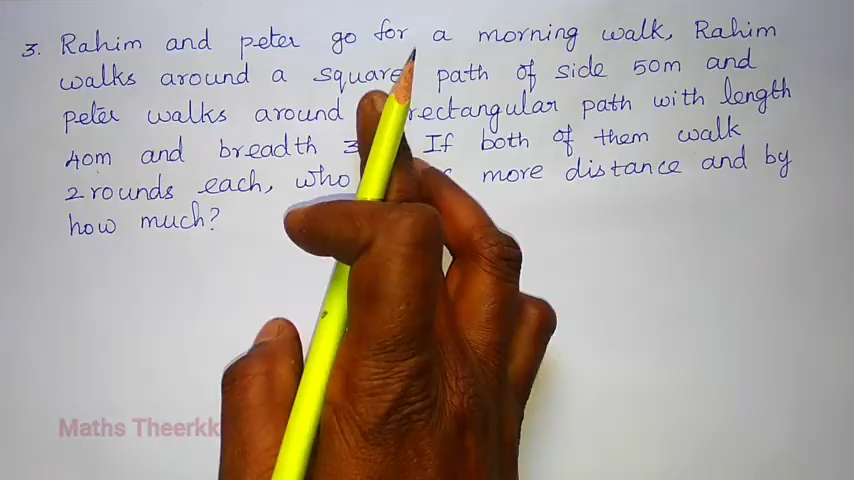 3. Rahim and peter go for a morning walk, Rahim
walks around a square path of side 50m and
peter walks around rectangular path with length
40m and breadth 3 If both of them walk
2 rounds each, who more distance and by
how much?
Maths Theerkk